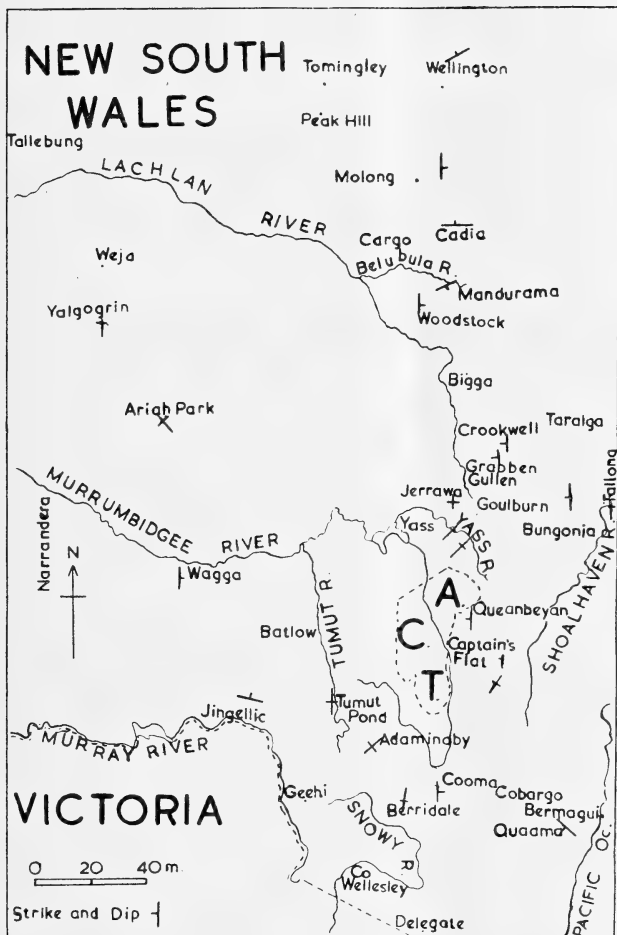 NEW SOUTH
WALES
Tomingley
Wellington
Peak Hill
Tallebung
LACHLAN
RIVER
Molong
Cadia
Cargo
Belubula R.
Weja
Mandurama
Yalgogrin
Woodstock
Bigga
Ariah Park
Taralga
Crookwell
Grabben
Gullen
Tallong
MURRUMBIDGEE
RIVER
Jerrawa
Goulburn
Narrandera
Yass
YASS R.
Bungonia
SHOALHAVEN R.
N
Wagga
A
C
T
Queanbeyan
Batlow
TUMUT R.
Captain's
Flat
Jingellic
Tumut
Pond
MURRAY RIVER
Adaminaby
Geehi
Cooma
Cobargo
VICTORIA
Berridale
Bermagui
SNOWY R.
Quaama
0 20 40 m.
Co
Wellesley
PACIFIC Oc.
Strike and Dip
Delegate